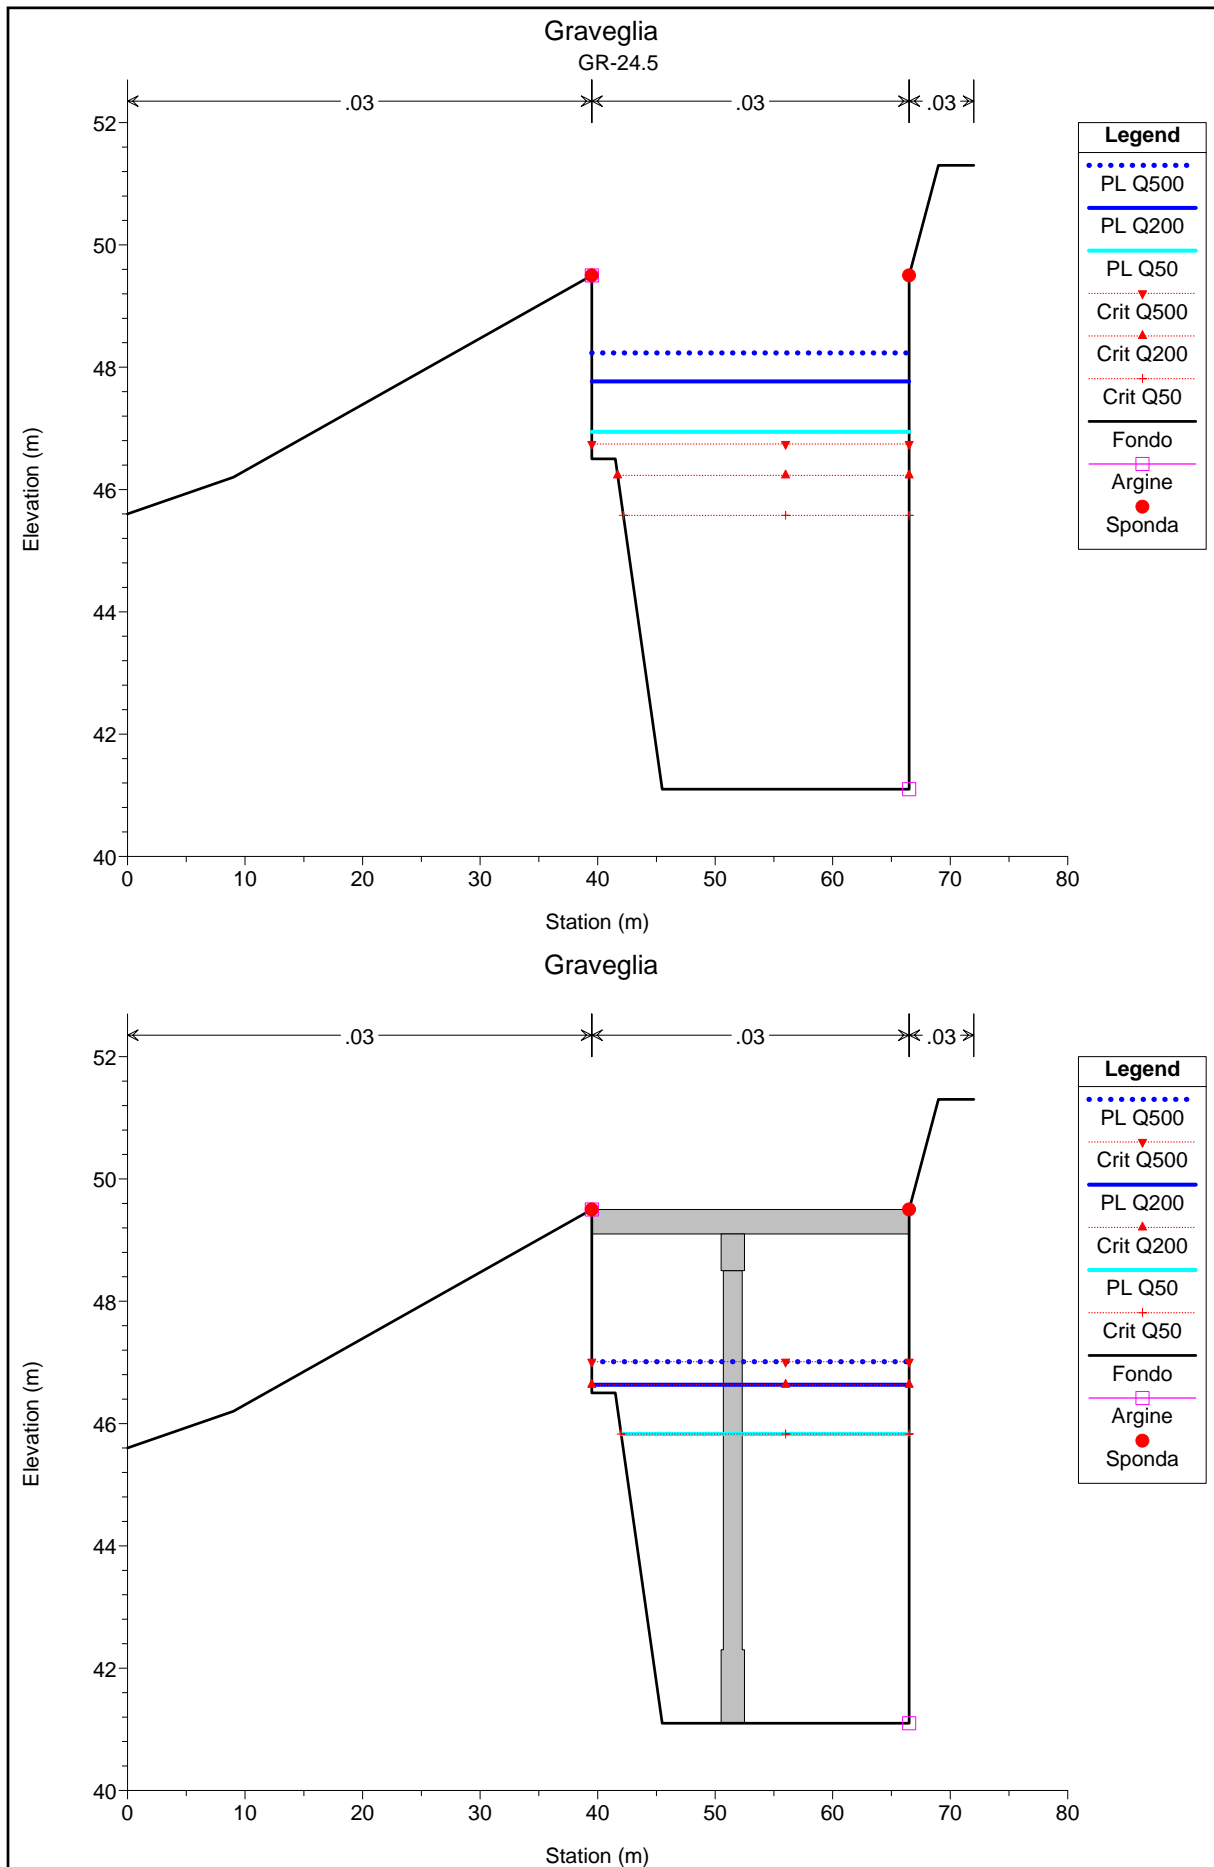 Graveglia
GR-24.5
.03 .03 .03
52
50
48
46
44
42
40
Elevation (m)
0 10 20 30 40 50 60 70 80
Station (m)
Legend
PL Q500
PL Q200
PL Q50
Crit Q500
Crit Q200
Crit Q50
Fondo
Argine
Sponda
Graveglia
.03 .03 .03
52
50
48
46
44
42
40
Elevation (m)
0 10 20 30 40 50 60 70 80
Station (m)
Legend
PL Q500
Crit Q500
PL Q200
Crit Q200
PL Q50
Crit Q50
Fondo
Argine
Sponda